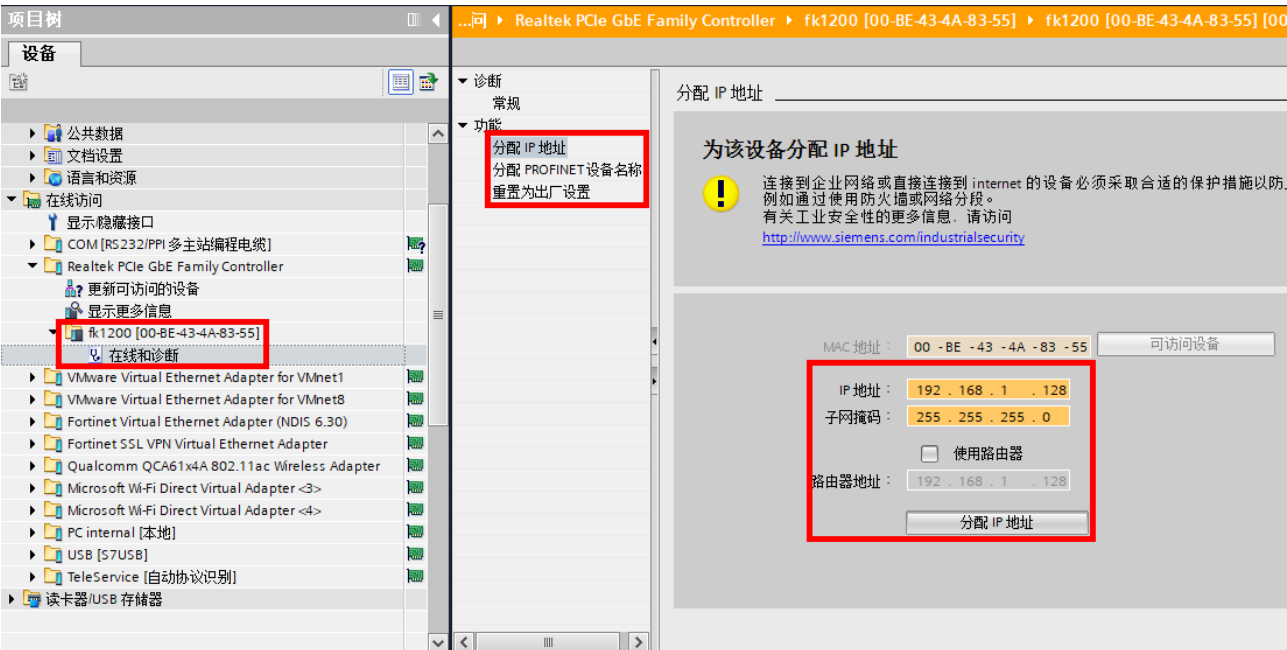 项目树
设备
公共数据
文档设置
语言和资源
在线访问
显示/隐藏接口
COM [RS232/PPI 多主站编程电缆]
Realtek PCIe GbE Family Controller
更新可访问的设备
显示更多信息
fk1200 [00-BE-43-4A-83-55]
在线和诊断
VMware Virtual Ethernet Adapter for VMnet1
VMware Virtual Ethernet Adapter for VMnet8
Fortinet Virtual Ethernet Adapter (NDIS 6.30)
Fortinet SSL VPN Virtual Ethernet Adapter
Qualcomm QCA61x4A 802.11ac Wireless Adapter
Microsoft Wi-Fi Direct Virtual Adapter <3>
Microsoft Wi-Fi Direct Virtual Adapter <4>
PC internal [本地]
USB [S7USB]
TeleService [自动协议识别]
读卡器/USB 存储器
...问] Realtek PCIe GbE Family Controller fk1200 [00-BE-43-4A-83-55] fk1200 [00-BE-43-4A-83-55] [00
诊断
常规
功能
分配 IP 地址
分配 PROFINET 设备名称
重置为出厂设置
分配 IP 地址
为该设备分配 IP 地址
连接到企业网络或直接连接到 internet 的设备必须采取合适的保护措施以防
例如通过使用防火墙或网络分段。
有关工业安全性的更多信息，请访问
http://www.siemens.com/industrialsecurity
MAC 地址： 00 -BE -43 -4A -83 -55 可访问设备
IP 地址： 192 . 168 . 1 . 128
子网掩码： 255 . 255 . 255 . 0
使用路由器
路由器地址： 192 . 168 . 1 . 128
分配 IP 地址